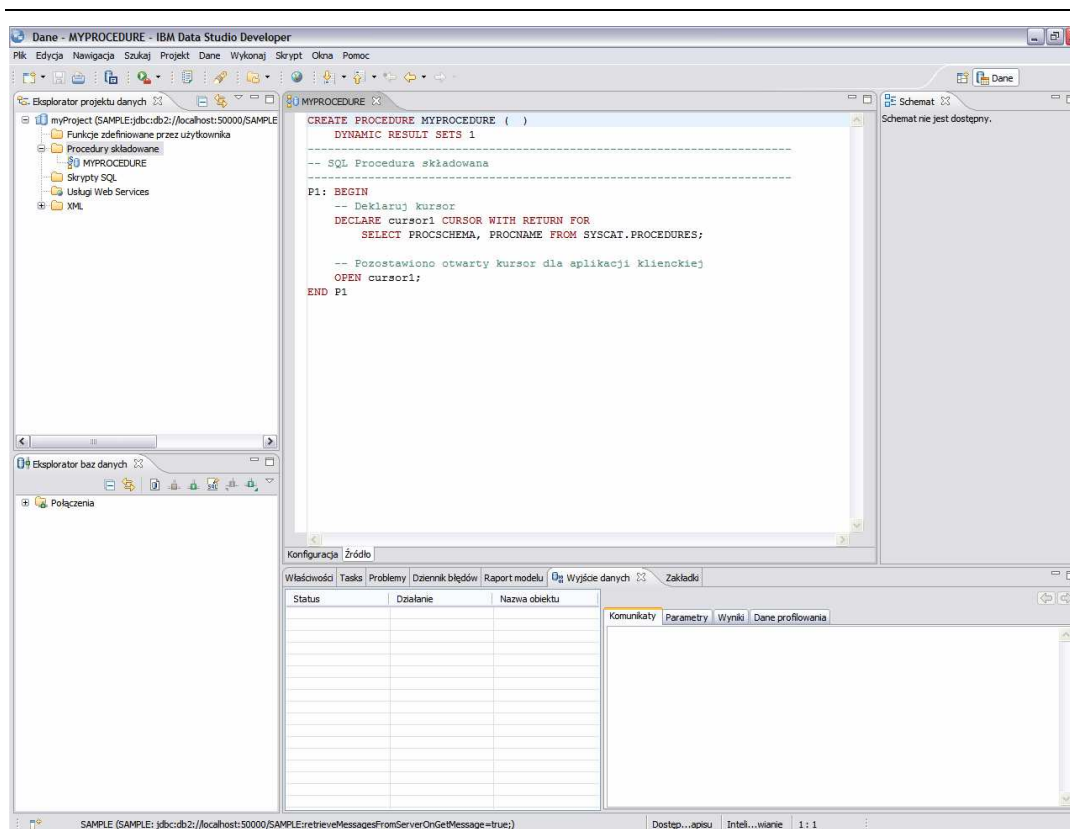 Dane - MYPROCEDURE - IBM Data Studio Developer
Plik Edycja Nawigacja Szukaj Projekt Dane Wykonaj Skrypt Okna Pomoc
Dane
Eksplorator projektu danych
myProject (SAMPLE:jdbc:db2://localhost:50000/SAMPLE
Funkcje zdefiniowane przez użytkownika
Procedury składowane
MYPROCEDURE
Skrypty SQL
Usługi Web Services
XML
Eksplorator baz danych
Połączenia
MYPROCEDURE
CREATE PROCEDURE MYPROCEDURE ( )
DYNAMIC RESULT SETS 1
------------------------------------------------------------------------
-- SQL Procedura składowana
------------------------------------------------------------------------
P1: BEGIN
-- Deklaruj kursor
DECLARE cursor1 CURSOR WITH RETURN FOR
SELECT PROCSCHEMA, PROCNAME FROM SYSCAT.PROCEDURES;
-- Pozostawiono otwarty kursor dla aplikacji klienckiej
OPEN cursor1;
END P1
Konfiguracja Źródło
Schemat
Schemat nie jest dostępny.
Właściwości Tasks Problemy Dziennik błędów Raport modelu Wyjście danych Zakładki
Status Działanie Nazwa obiektu
Komunikaty Parametry Wyniki Dane profilowania
SAMPLE (SAMPLE: jdbc:db2://localhost:50000/SAMPLE:retrieveMessagesFromServerOnGetMessage=true;)
Dostęp...apisu Inteli...wianie 1 : 1